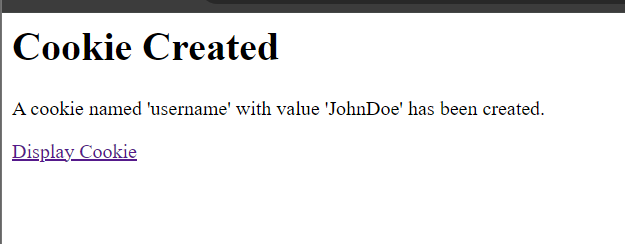 Cookie Created
A cookie named 'username' with value 'JohnDoe' has been created.
Display Cookie